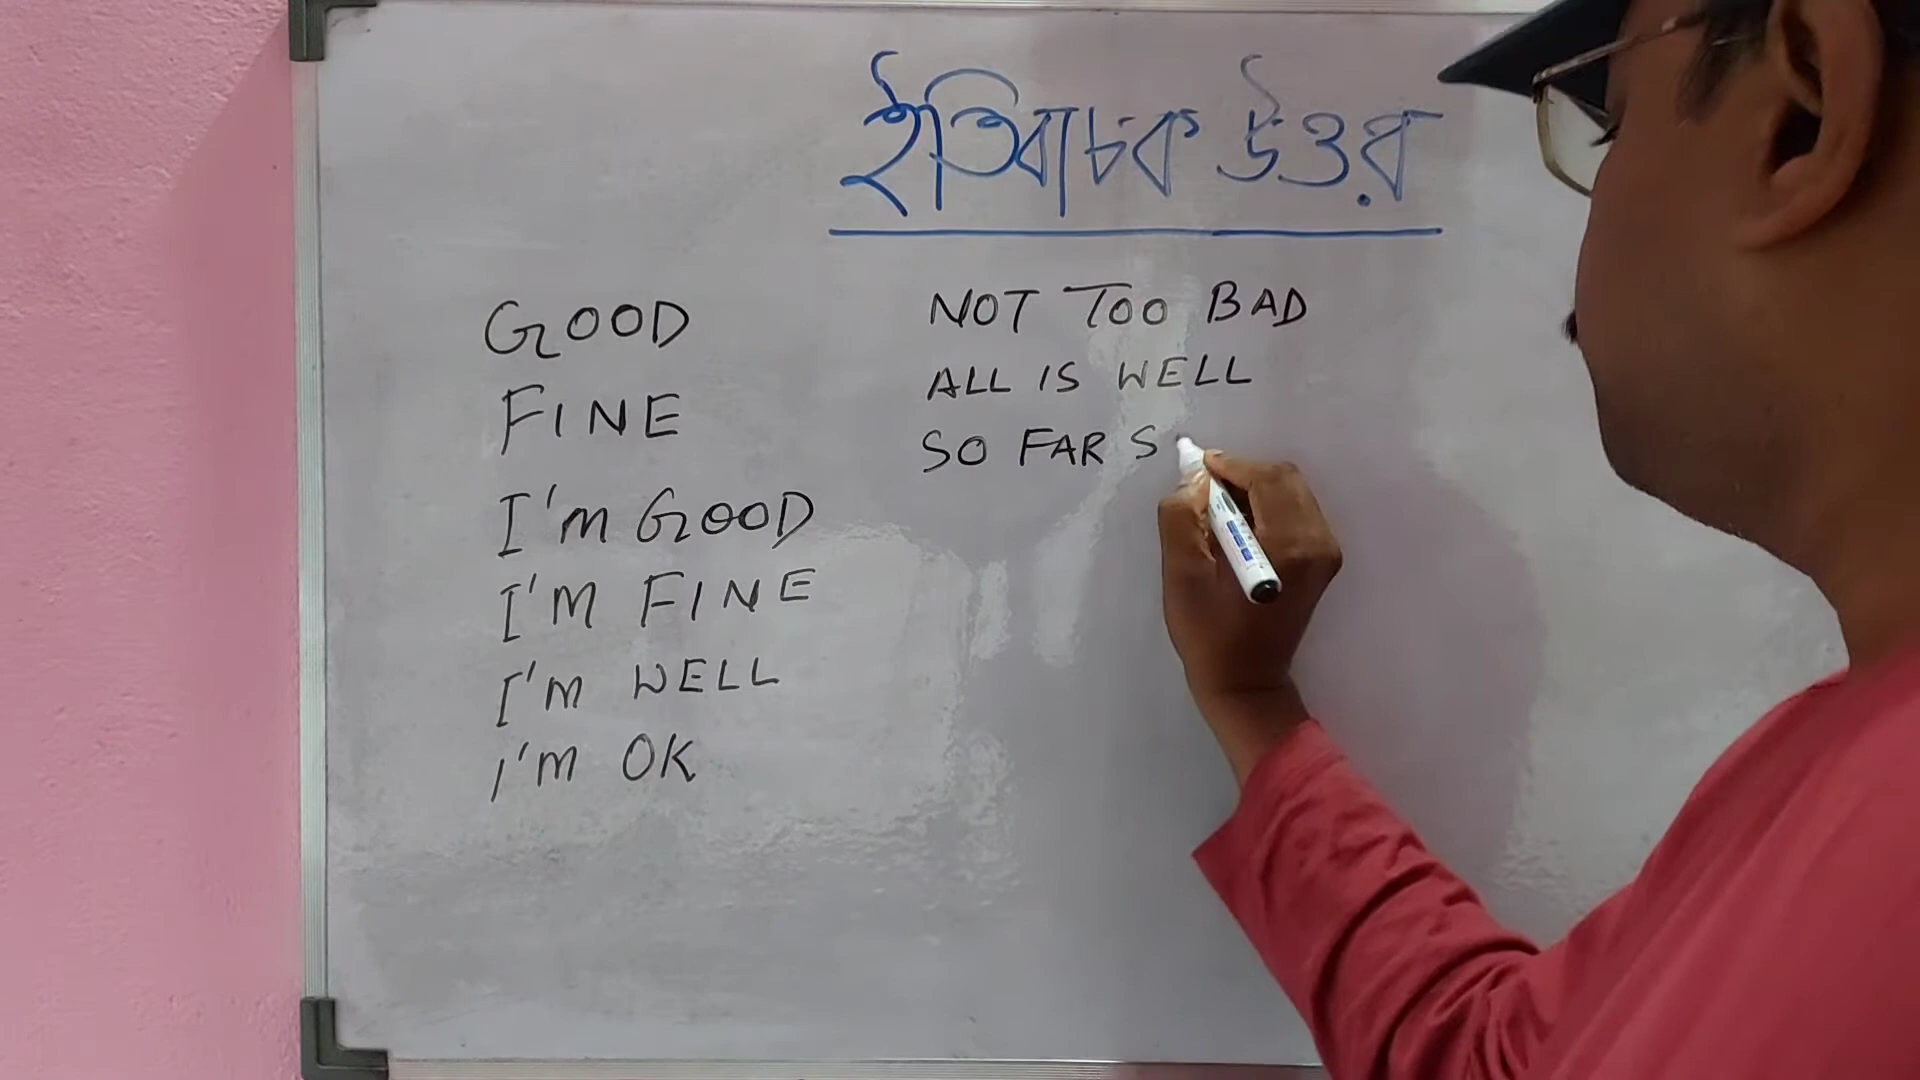 ইতিবাচক উত্তর
GOOD
FINE
I'M GOOD
I'M FINE
I'M WELL
I'M OK
NOT TOO BAD
ALL IS WELL
SO FAR S